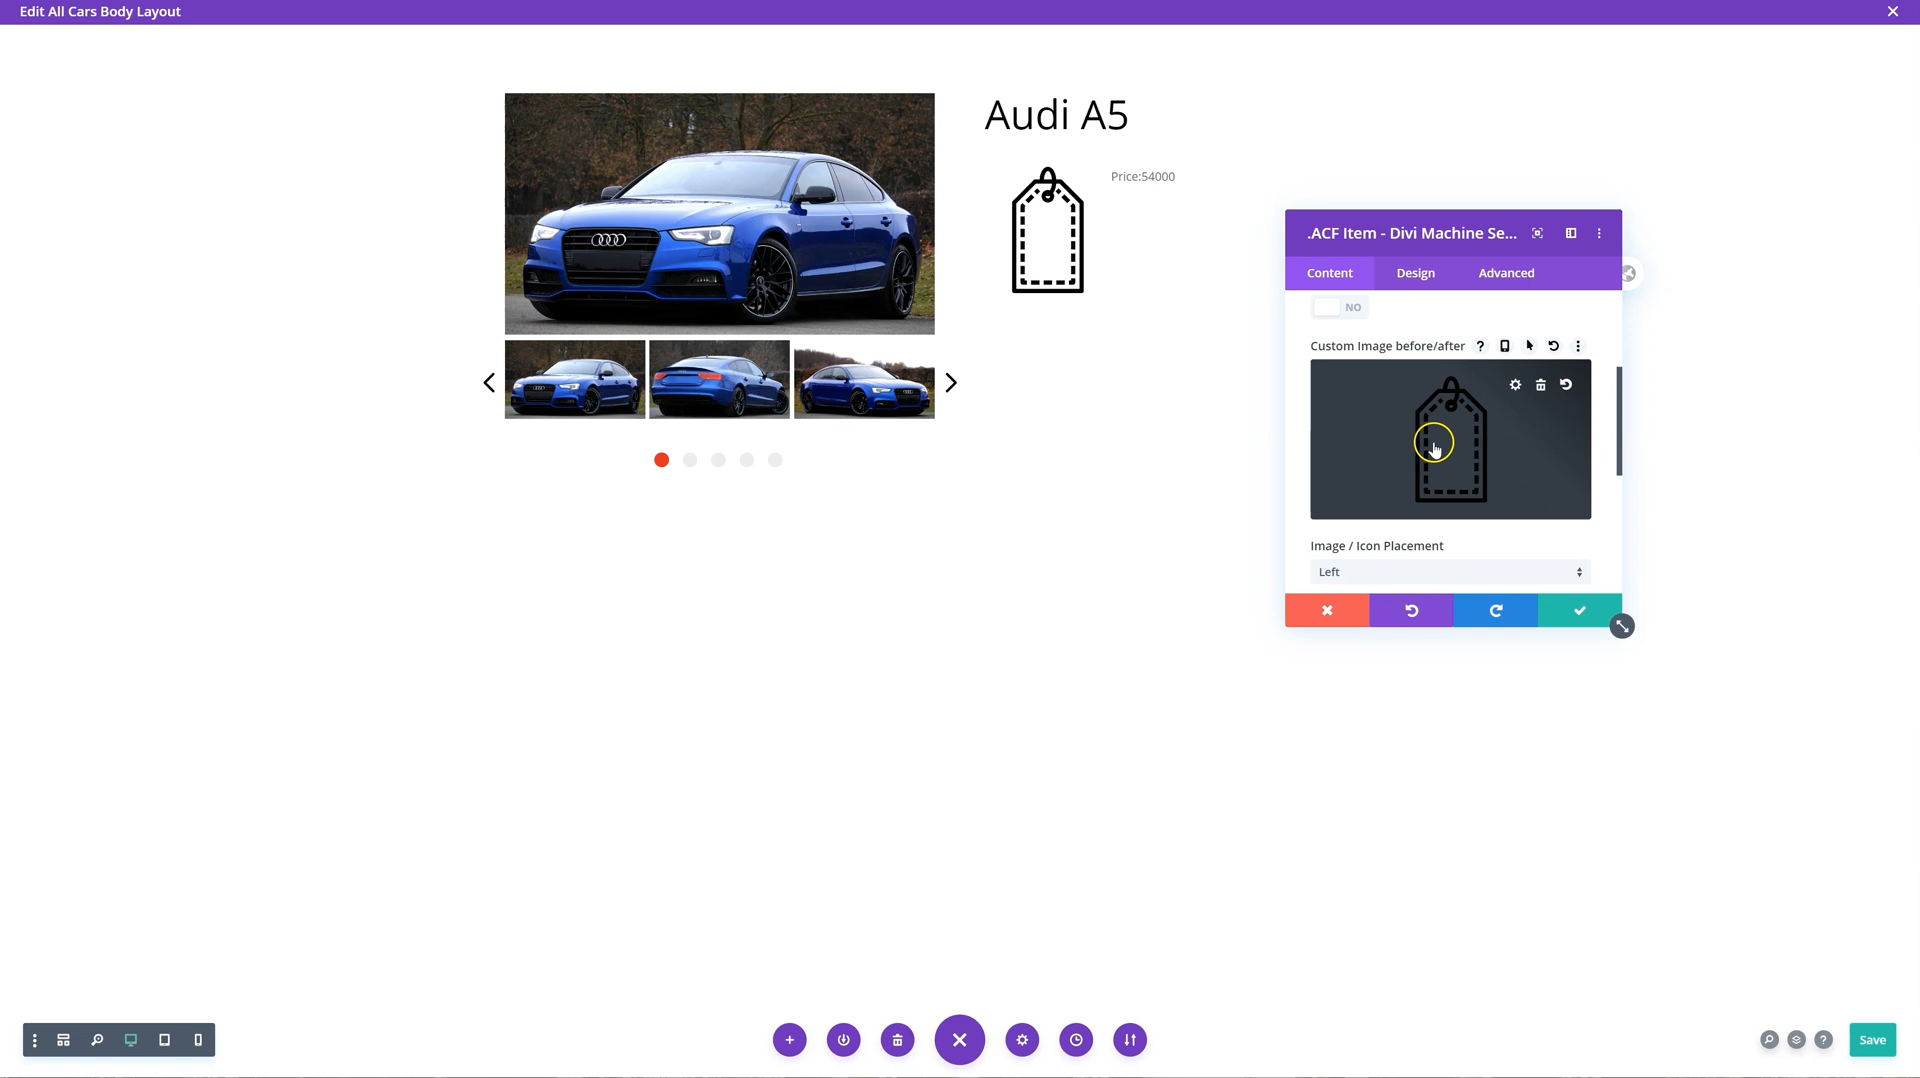 Edit All Cars Body Layout
Audi A5
Price:54000
.ACF Item - Divi Machine Se...
Content
Design
Advanced
NO
Custom Image before/after
Image / Icon Placement
Left
Save